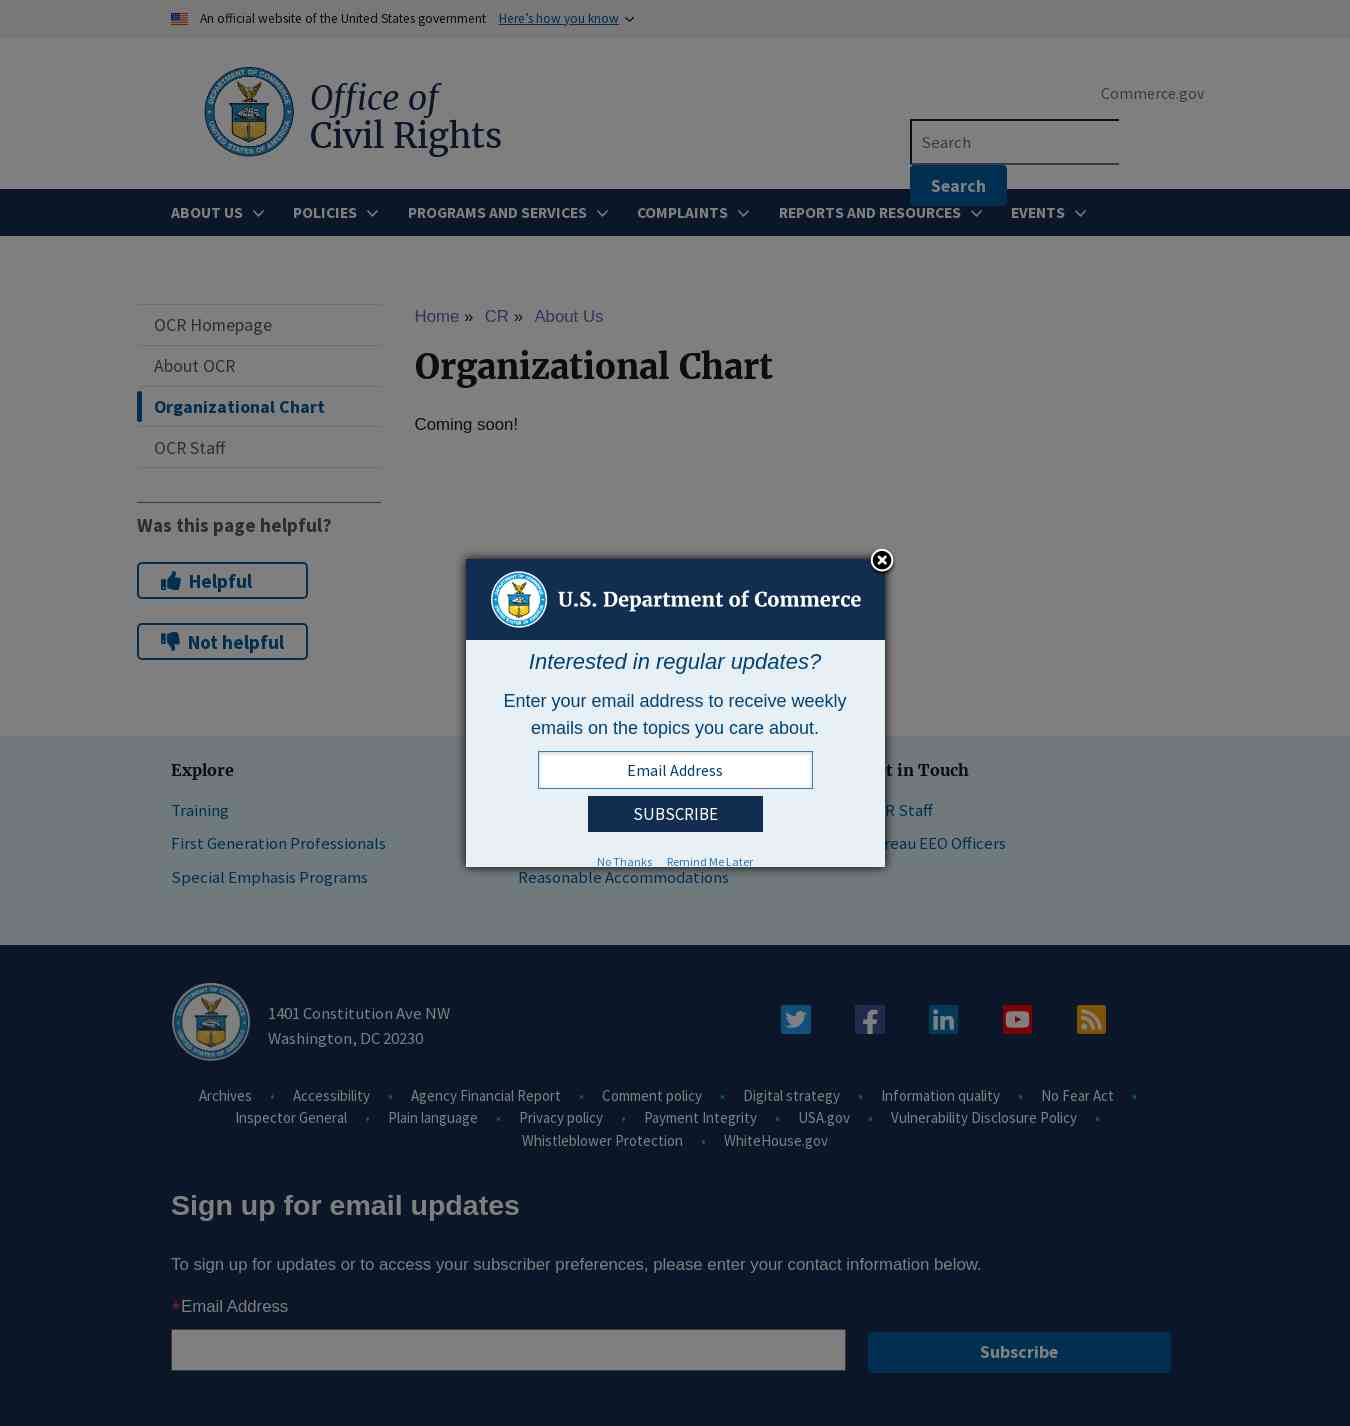 An official website of the United States government Here's how you know
Office of
Civil Rights
Commerce.gov
Search
Search
ABOUT US POLICIES PROGRAMS AND SERVICES COMPLAINTS REPORTS AND RESOURCES EVENTS
OCR Homepage
About OCR
Organizational Chart
OCR Staff
Was this page helpful?
Helpful
Not helpful
Home » CR » About Us
Organizational Chart
Coming soon!
U.S. Department of Commerce
Interested in regular updates?
Enter your email address to receive weekly
emails on the topics you care about.
Email Address
SUBSCRIBE
No Thanks Remind Me Later
Explore
Training
First Generation Professionals
Special Emphasis Programs
Reasonable Accommodations
t in Touch
R Staff
reau EEO Officers
1401 Constitution Ave NW
Washington, DC 20230
Archives • Accessibility • Agency Financial Report • Comment policy • Digital strategy • Information quality • No Fear Act •
Inspector General • Plain language • Privacy policy • Payment Integrity • USA.gov • Vulnerability Disclosure Policy •
Whistleblower Protection • WhiteHouse.gov
Sign up for email updates
To sign up for updates or to access your subscriber preferences, please enter your contact information below.
*Email Address
Subscribe